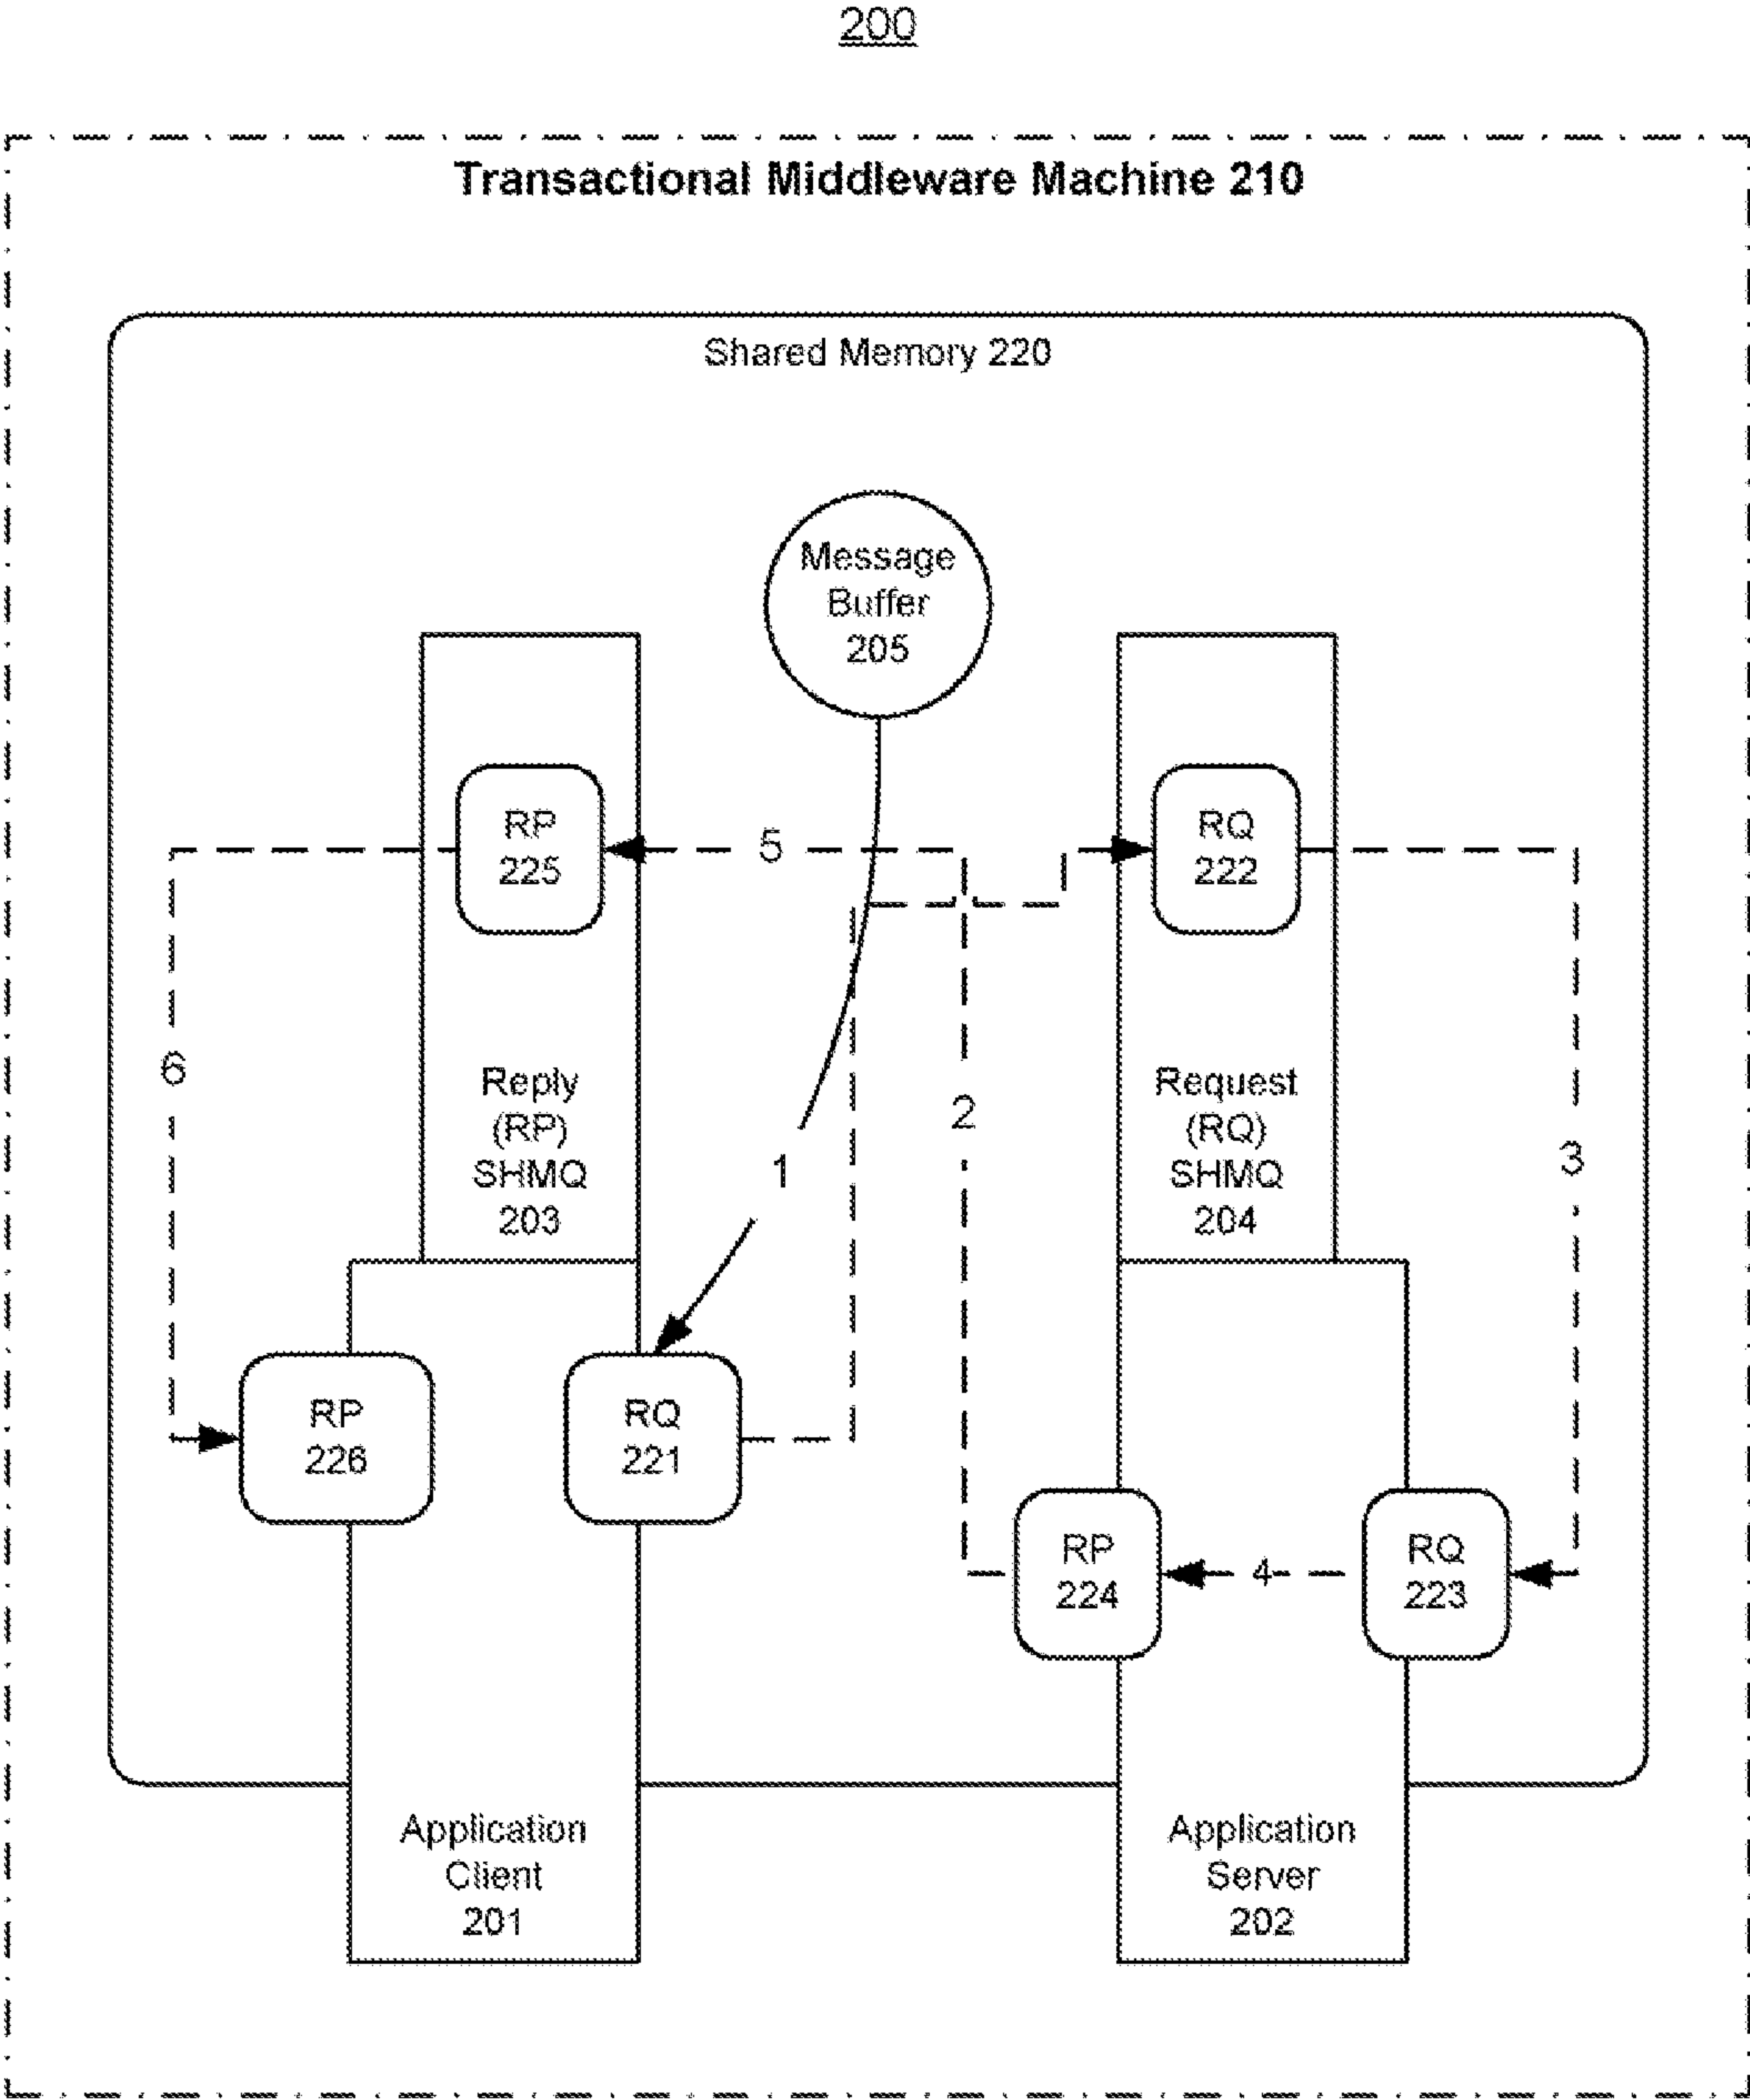 200
Transactional Middleware Machine 210
Shared Memory 220
Message
Buffer
205
RP
225
5
RQ
222
6
Reply
(RP)
SHMQ
203
1
2
Request
(RQ)
SHMQ
204
3
RP
226
RQ
221
RP
224
4
RQ
223
Application
Client
201
Application
Server
202